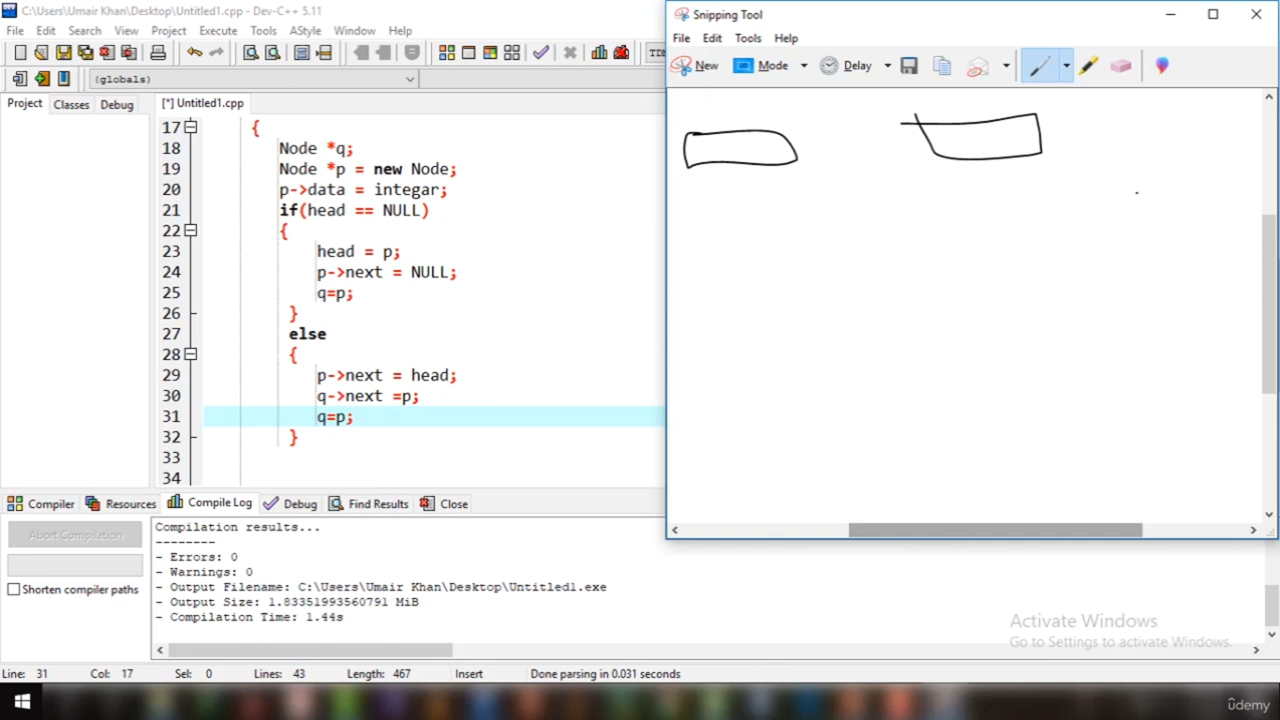 C:\Users\Umair Khan\Desktop\Untitled1.cpp - Dev-C++ 5.11
File Edit Search View Project Execute Tools AStyle Window Help
(globals)
Project Classes Debug
[*] Untitled1.cpp
17 {
18 Node *q;
19 Node *p = new Node;
20 p->data = integar;
21 if(head == NULL)
22 {
23 head = p;
24 p->next = NULL;
25 q=p;
26 }
27 else
28 {
29 p->next = head;
30 q->next =p;
31 q=p;
32 }
33
34
Snipping Tool
File Edit Tools Help
New Mode Delay
Compiler Resources Compile Log Debug Find Results Close
Abort Compilation
Shorten compiler paths
Compilation results...
--------
- Errors: 0
- Warnings: 0
- Output Filename: C:\Users\Umair Khan\Desktop\Untitled1.exe
- Output Size: 1.83351993560791 MiB
- Compilation Time: 1.44s
Activate Windows
Go to Settings to activate Windows.
Line: 31 Col: 17 Sel: 0 Lines: 43 Length: 467 Insert Done parsing in 0.031 seconds
ûdemy